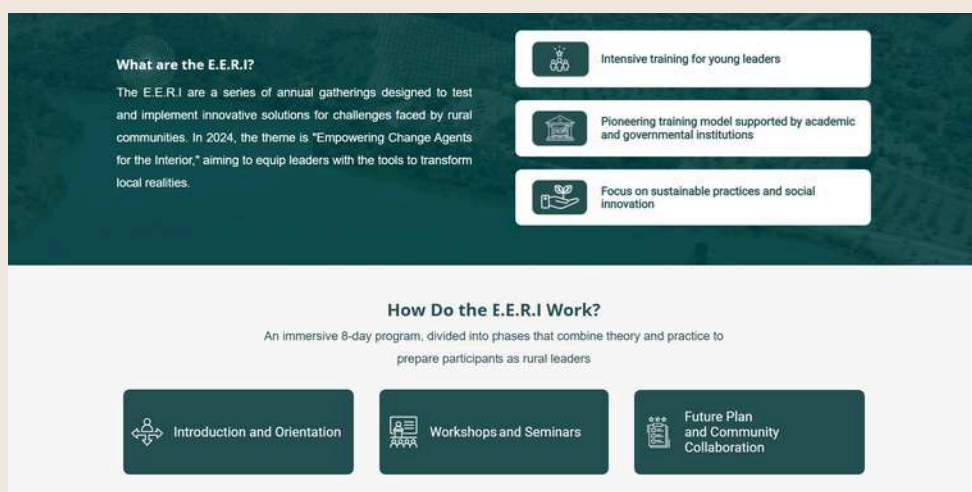 What are the E.E.R.I?
The E.E.R.I are a series of annual gatherings designed to test
and implement innovative solutions for challenges faced by rural
communities. In 2024, the theme is "Empowering Change Agents
for the Interior," aiming to equip leaders with the tools to transform
local realities.
Intensive training for young leaders
Pioneering training model supported by academic
and governmental institutions
Focus on sustainable practices and social
innovation
How Do the E.E.R.I Work?
An immersive 8-day program, divided into phases that combine theory and practice to
prepare participants as rural leaders
Introduction and Orientation
Workshops and Seminars
Future Plan
and Community
Collaboration